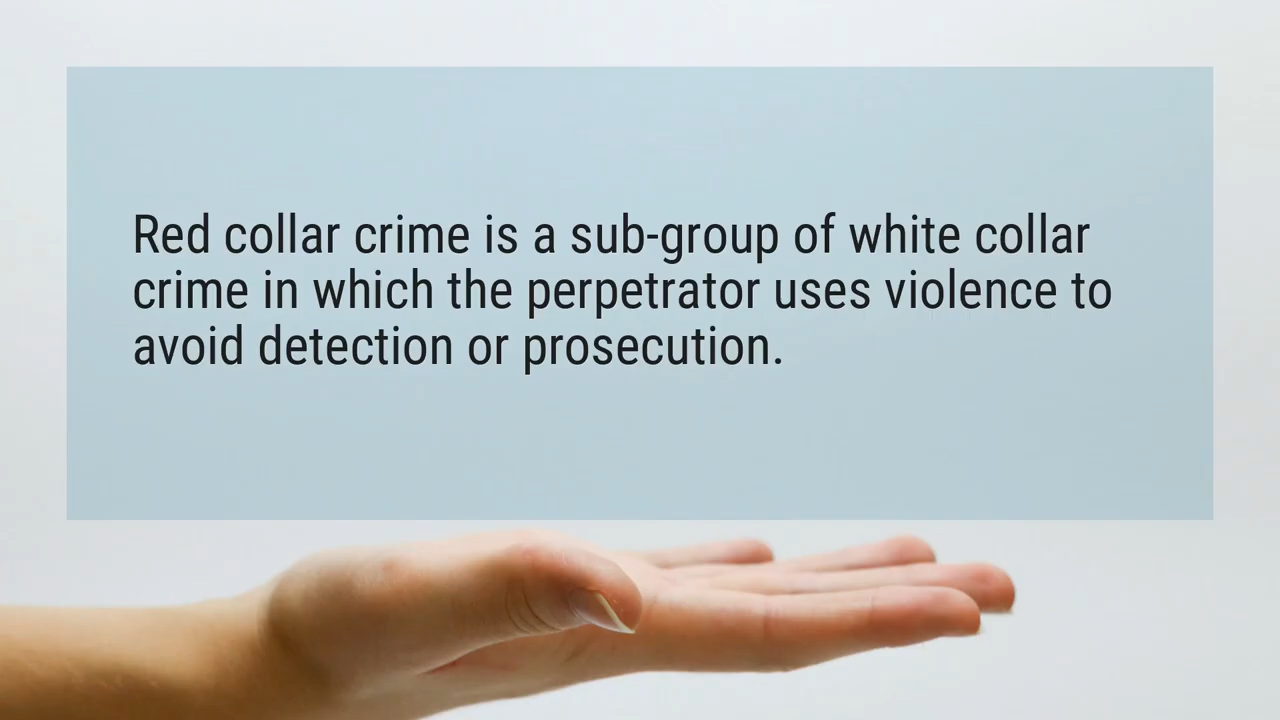 Red collar crime is a sub-group of white collar
crime in which the perpetrator uses violence to
avoid detection or prosecution.